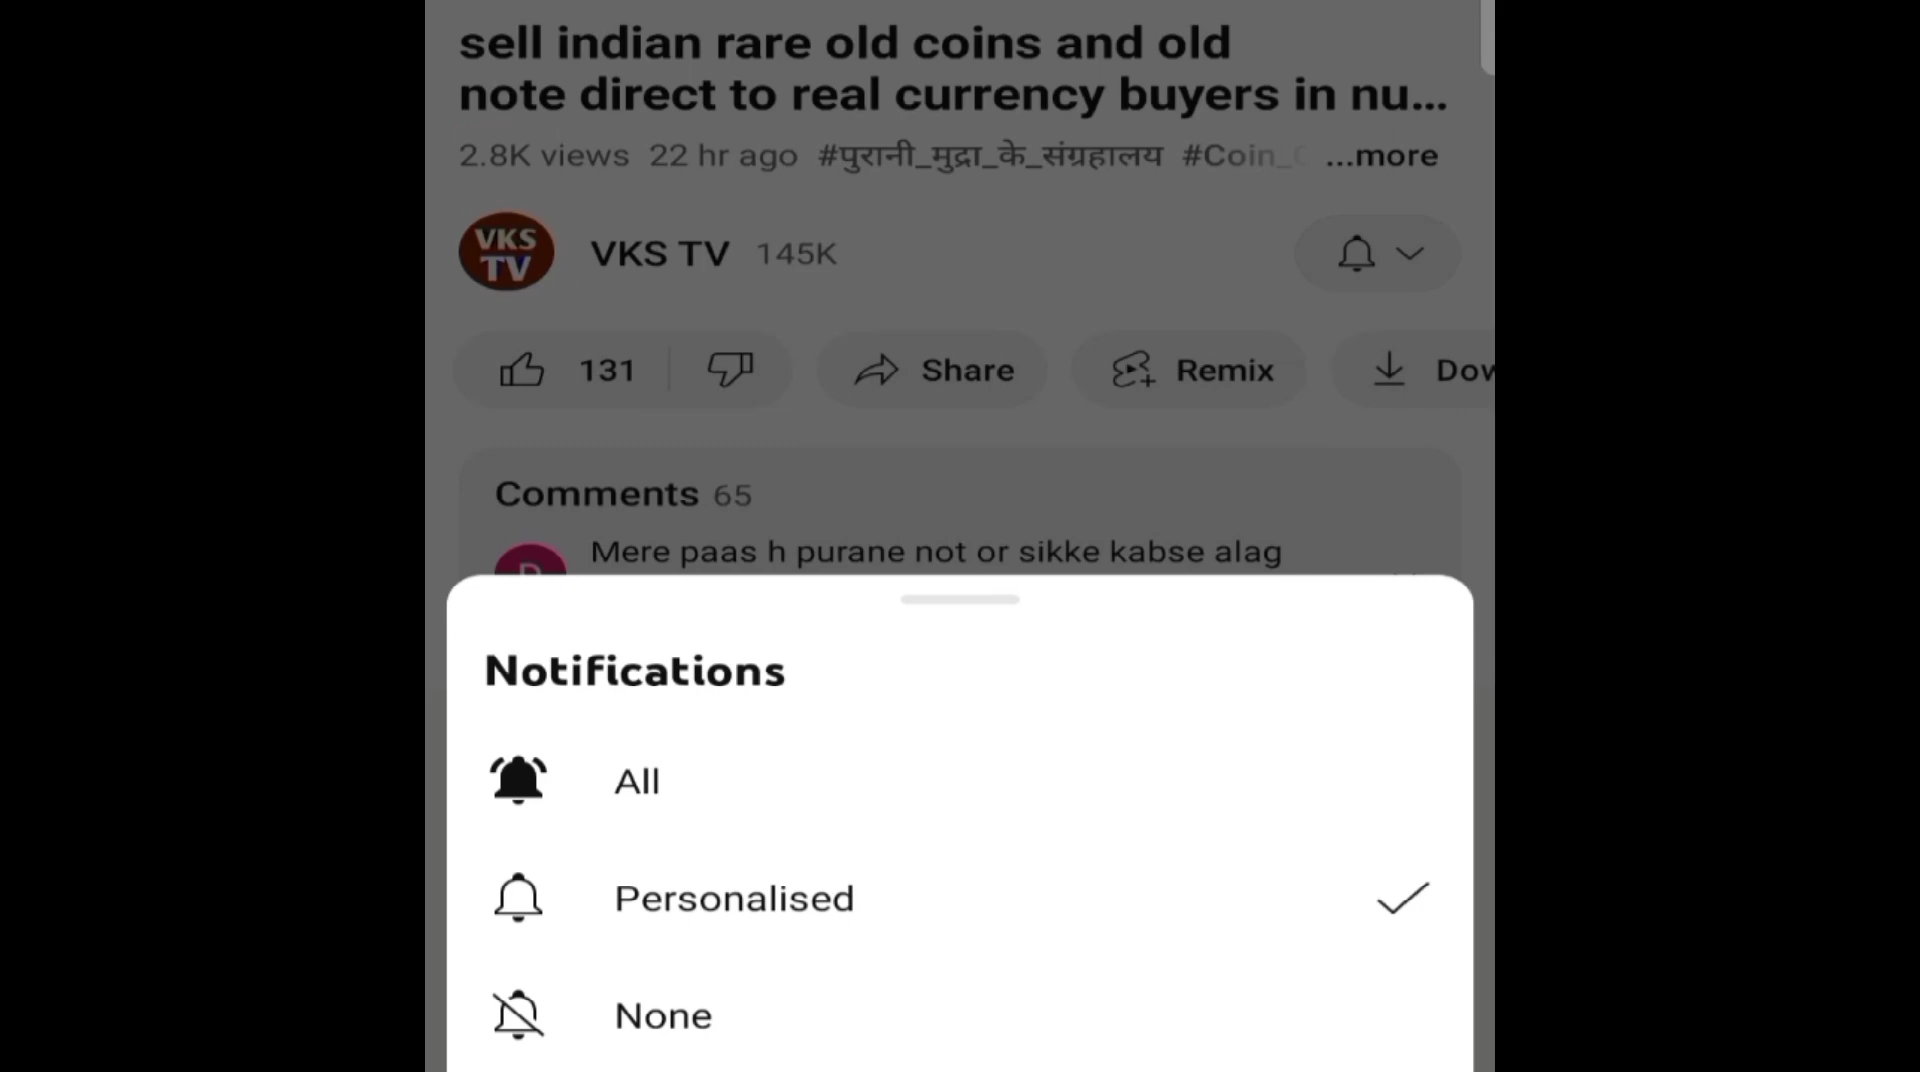 sell indian rare old coins and old
note direct to real currency buyers in nu...
2.8K views 22 hr ago #पुरानी_मुद्रा_के_संग्रहालय #Coin_ ...more
VKS
TV
VKS TV 145K
131 Share Remix Dow
Comments 65
Mere paas h purane not or sikke kabse alag
Notifications
All
Personalised
None